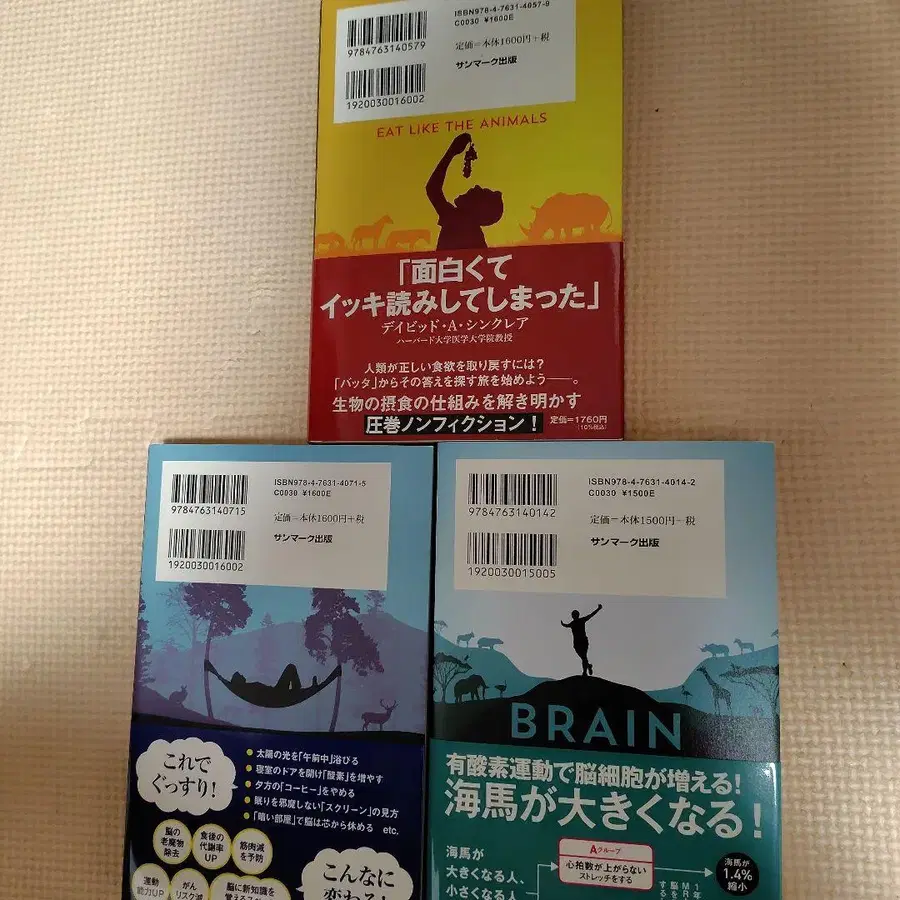 ISBN978-4-7631-4057-9
C0030 ¥1600E
9784763140579
定価=本体1600円+税
サンマーク出版
1920030016002
EAT LIKE THE ANIMALS
「面白くて
イッキ読みしてしまった」
デイビッド・A・シンクレア
ハーバード大学医学大学院教授
人類が正しい食欲を取り戻すには?
「バッタ」からその答えを探す旅を始めよう――。
生物の摂食の仕組みを解き明かす
圧巻ノンフィクション!
定価=1760円
(10%税込)
ISBN978-4-7631-4071-5
C0030 ¥1600E
9784763140715
定価=本体1600円+税
サンマーク出版
1920030016002
これで
ぐっすり!
太陽の光を「午前中」浴びる
寝室のドアを開け「酸素」を増やす
夕方の「コーヒー」をやめる
眠りを邪魔しない「スクリーン」の見方
「暗い部屋」で脳は芯から休める etc.
脳の
老廃物
除去
食後の
代謝率
UP
筋肉減
を予防
運動
能力UP
がん
リスク減
脳に新知識を
こんなに
ISBN978-4-7631-4014-2
C0030 ¥1500E
9784763140142
定価=本体1500円+税
サンマーク出版
1920030015005
BRAIN
有酸素運動で脳細胞が増える!
海馬が大きくなる!
海馬が
大きくなる人、
小さくなる人
Aグループ
心拍数が上がらない
ストレッチをする
海馬が
1.4%
縮小